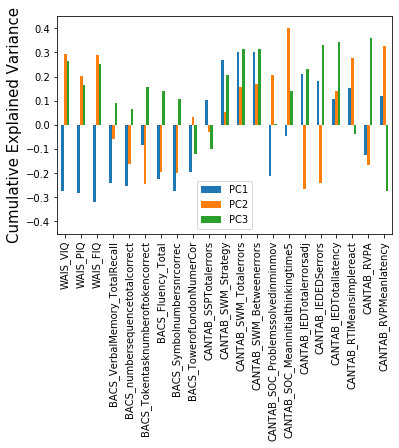 Cumulative Explained Variance
0.4
0.3
0.2
0.1
0.0
−0.1
−0.2
−0.3
−0.4
PC1
PC2
PC3
WAIS_VIQ
WAIS_PIQ
WAIS_FIQ
BACS_VerbalMemory_TotalRecall
BACS_numbersequencetotalcorrect
BACS_Tokentasknumberoftokencorrect
BACS_Fluency_Total
BACS_Symbolnumbersnrcorrec
BACS_TowerofLondonNumerCor
CANTAB_SSPTotalerrors
CANTAB_SWM_Strategy
CANTAB_SWM_Totalerrors
CANTAB_SWM_Betweenerrors
CANTAB_SOC_Problemssolvedinminmov
CANTAB_SOC_Meaninitialthinkingtime5
CANTAB_IEDTotalerrorsadj
CANTAB_IEDEDSerrors
CANTAB_IEDTotallatency
CANTAB_RTIMeansimplereact
CANTAB_RVPA
CANTAB_RVPMeanlatency